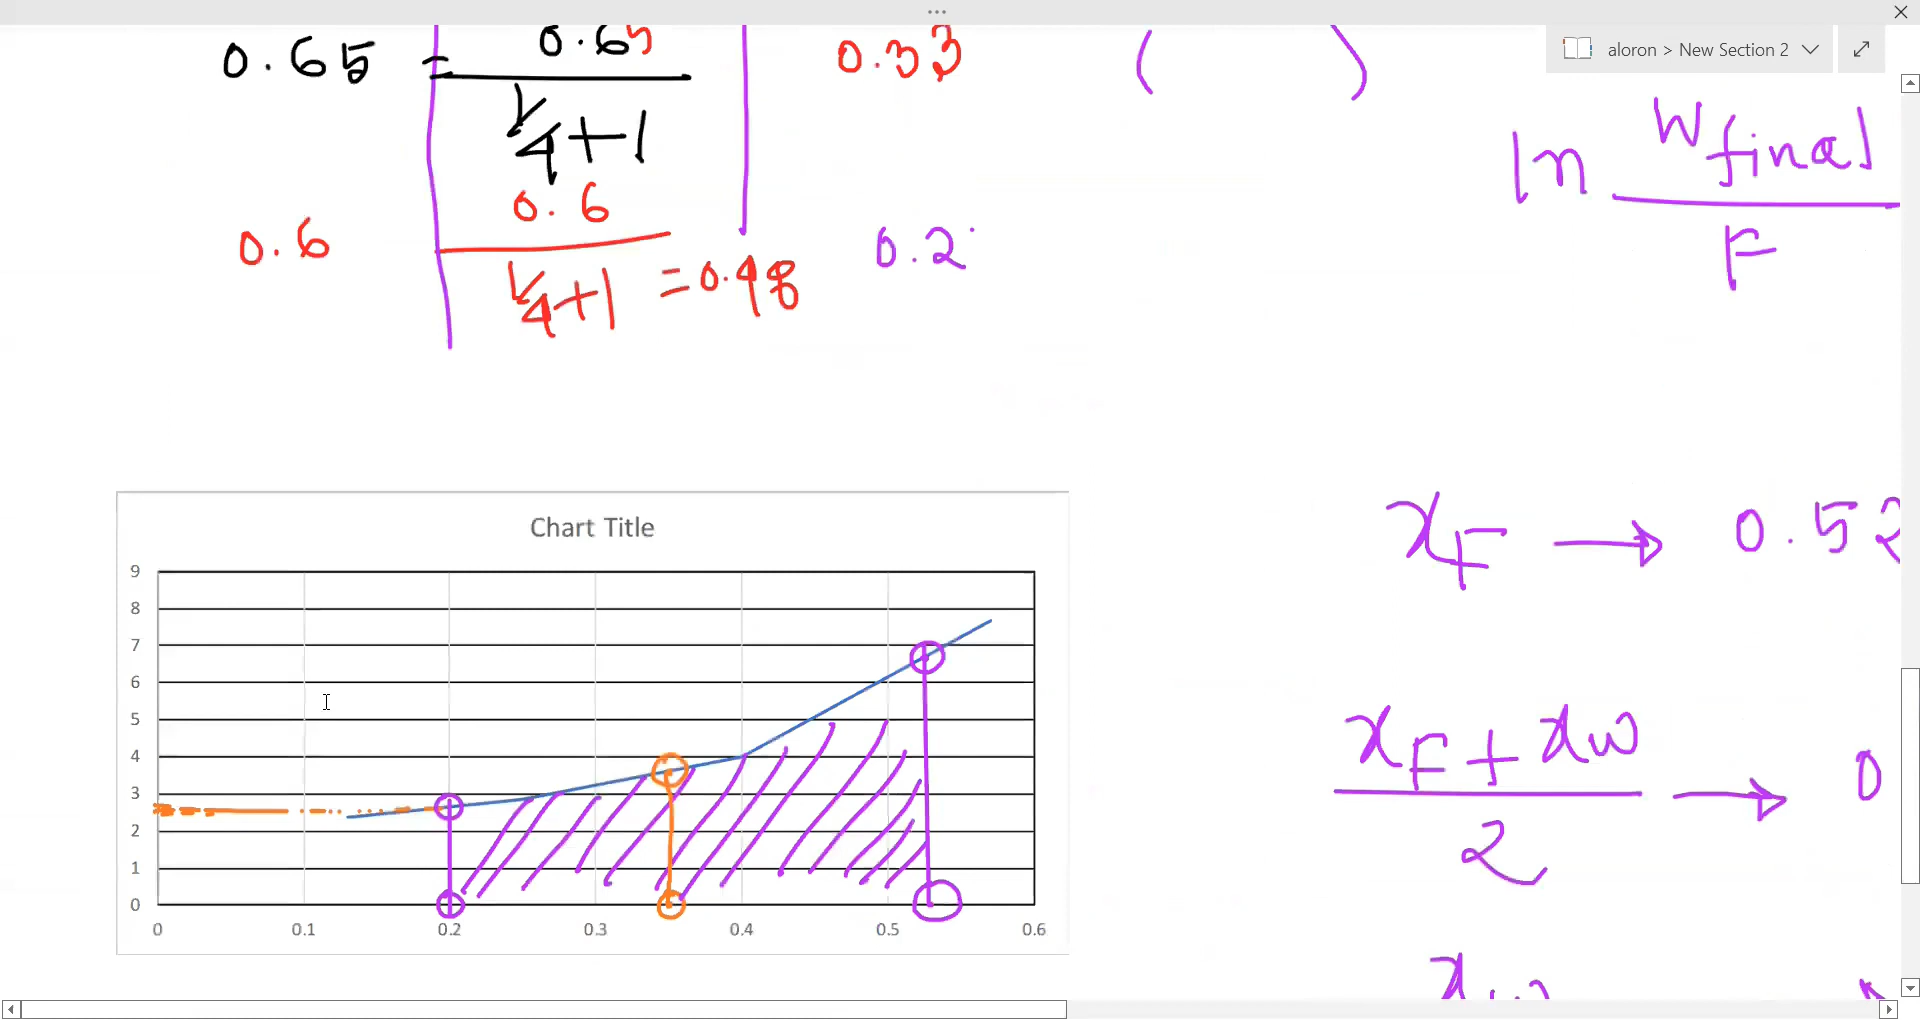 aloron > New Section 2
0.65 = 0.65
1/4+1
0.33
( )
ln Wfinal
F
0.6
0.6
1/4+1 = 0.48
0.2
Chart Title
9
8
7
6
5
4
3
2
1
0
0 0.1 0.2 0.3 0.4 0.5 0.6
xF → 0.52
xF + xw → 0
2
xw